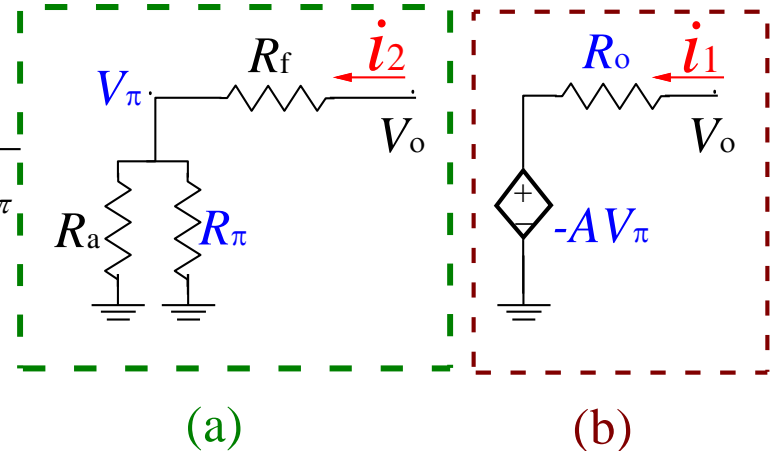 Rf
i2
Vπ
Vo
Ra
Rπ
(a)
Ro
i1
Vo
+
−
-AVπ
(b)
π